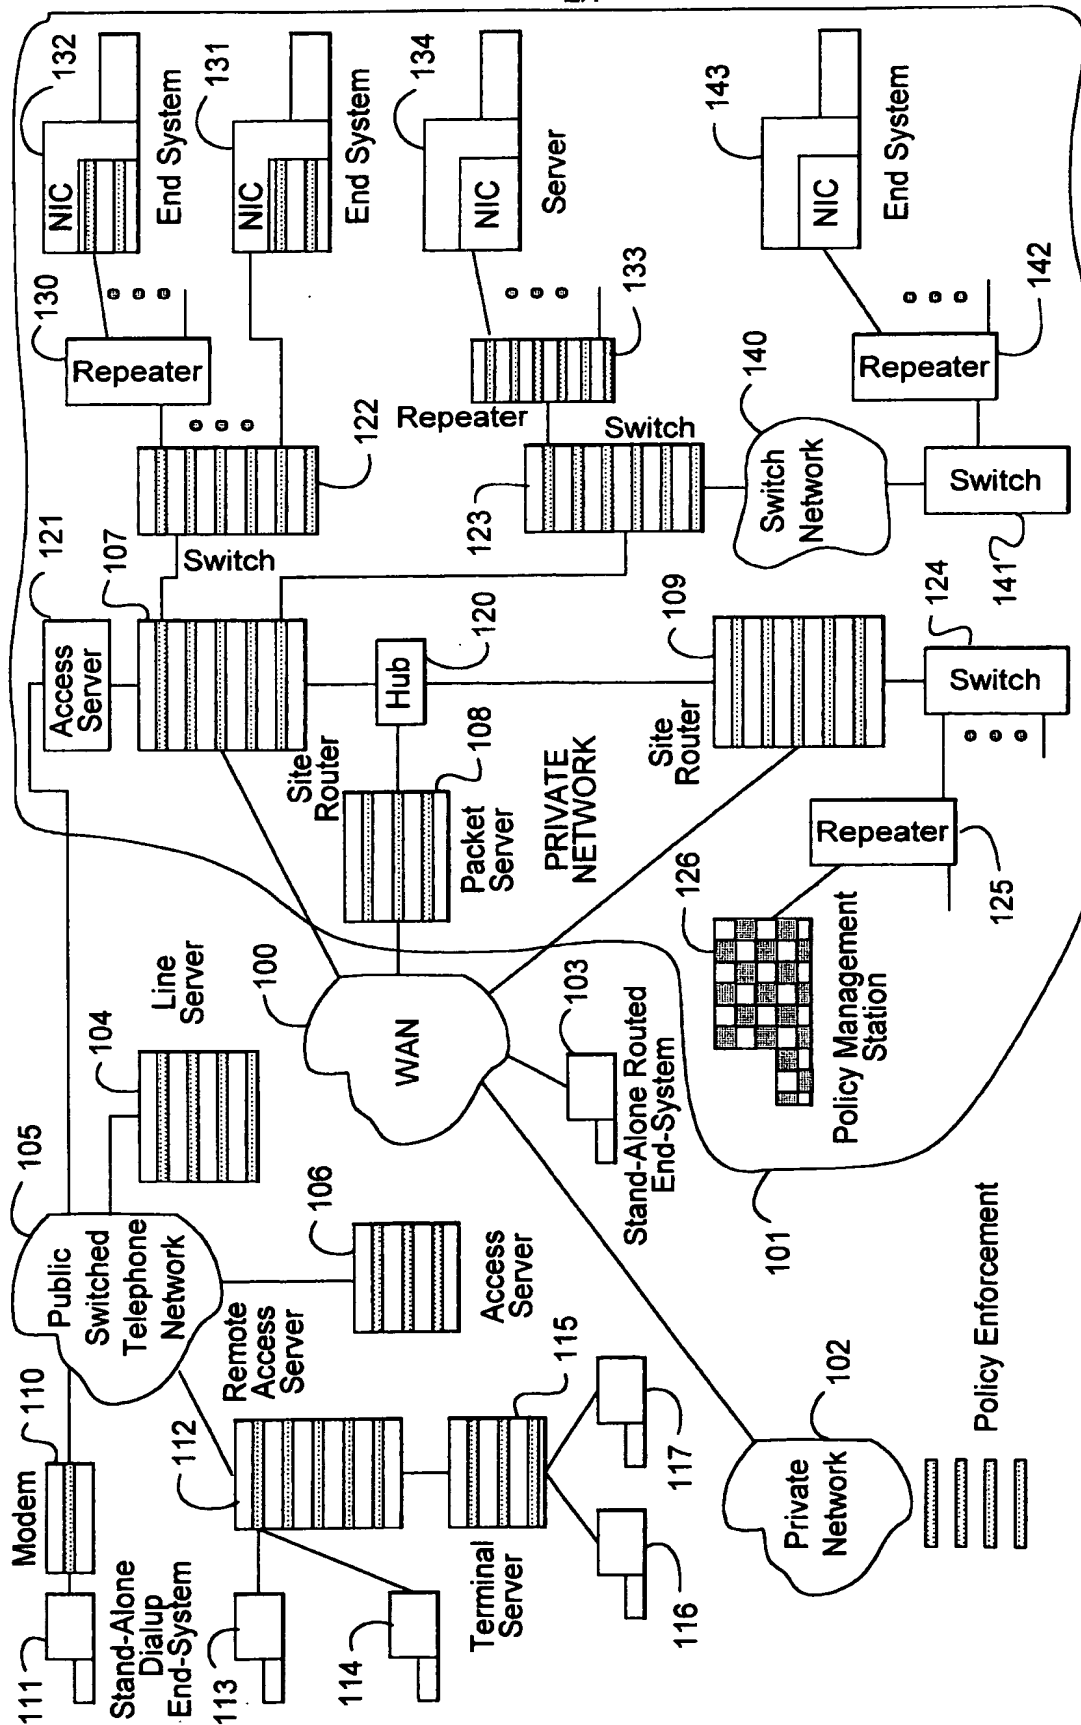 111
Stand-Alone
Dialup
End-System
Modem
110
113
114
112
Remote
Access
Server
Terminal
Server
115
116
117
Public
Switched
Telephone
Network
105
104
Line
Server
106
Access
Server
Private
Network
102
Policy Enforcement
WAN
100
103
Stand-Alone Routed
End-System
101
Access
Server
121
107
Site
Router
Hub
120
108
Packet
Server
PRIVATE
NETWORK
Site
Router
109
Switch
124
Repeater
125
126
Policy Management
Station
Switch
122
Repeater
130
NIC
132
End System
NIC
131
End System
Switch
123
Repeater
133
NIC
134
Server
Switch
Network
140
Switch
141
Repeater
142
NIC
143
End System